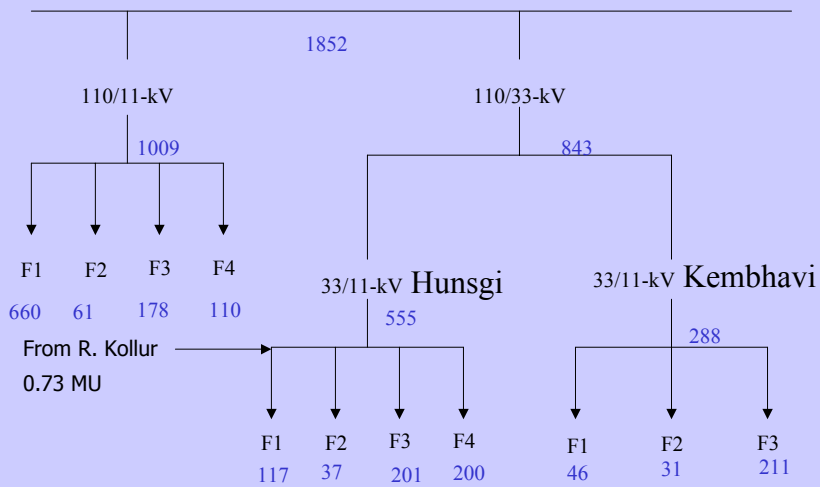 1852
110/11-kV
110/33-kV
1009
843
F1 F2 F3 F4
660 61 178 110
33/11-kV Hunsgi
33/11-kV Kembhavi
555
288
From R. Kollur
0.73 MU
F1 F2 F3 F4
117 37 201 200
F1 F2 F3
46 31 211